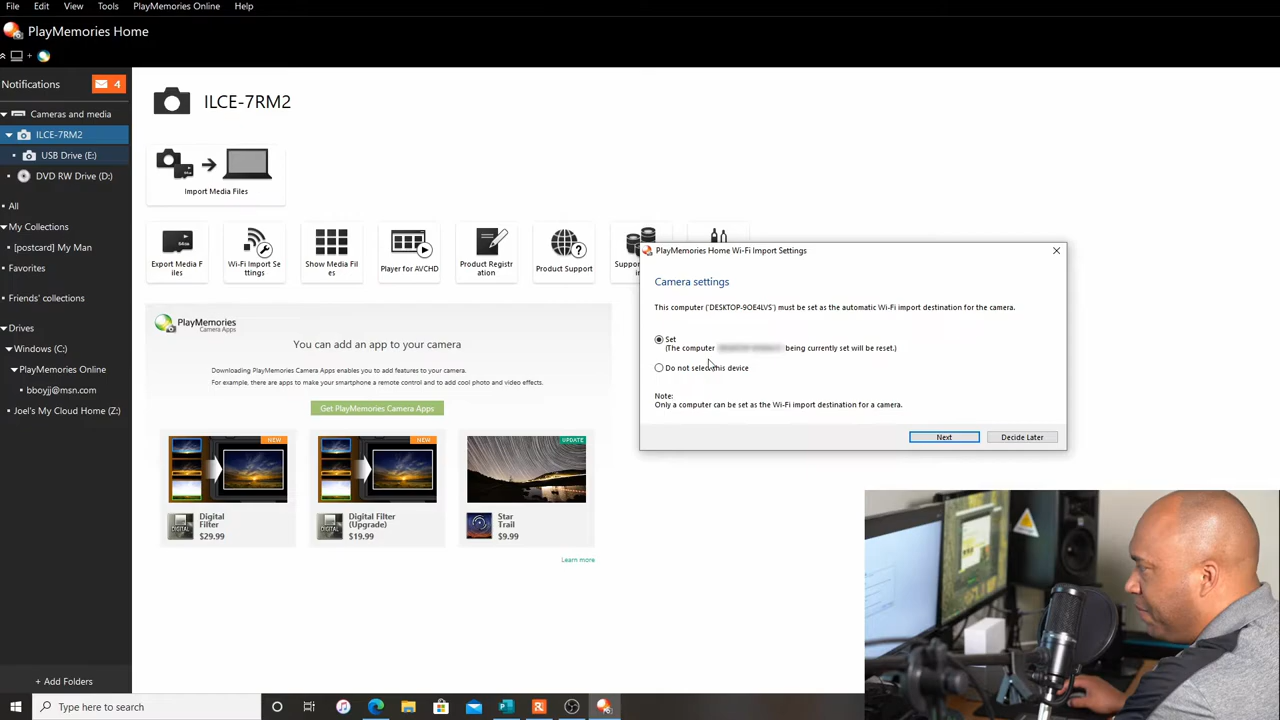 File Edit View Tools PlayMemories Online Help
PlayMemories Home
Notifications 4
Cameras and media
ILCE-7RM2
USB Drive (E:)
DVD RW Drive (D:)
All
My Collections
[postcard] My Man
Favorites
Friends' collections
Drives
Windows (C:)
PlayMemories Online
bboyjj@msn.com
Joel's My Cloud Home (Z:)
+ Add Folders
ILCE-7RM2
Import Media Files
Export Media F
iles
Wi-Fi Import Se
ttings
Show Media Fil
es
Player for AVCHD
Product Registr
ation
Product Support
PlayMemories
Camera Apps
You can add an app to your camera
Downloading PlayMemories Camera Apps enables you to add features to your camera.
For example, there are apps to make your smartphone a remote control and to add cool photo and video effects.
Get PlayMemories Camera Apps
NEW
DIGITAL
Digital
Filter
$29.99
NEW
DIGITAL
Digital Filter
(Upgrade)
$19.99
UPDATE
Star
Trail
$9.99
Learn more
PlayMemories Home Wi-Fi Import Settings
Camera settings
This computer ('DESKTOP-9OE4LVS') must be set as the automatic Wi-Fi import destination for the camera.
Set
(The computer being currently set will be reset.)
Do not select this device
Note:
Only a computer can be set as the Wi-Fi import destination for a camera.
Next Decide Later
Type here to search